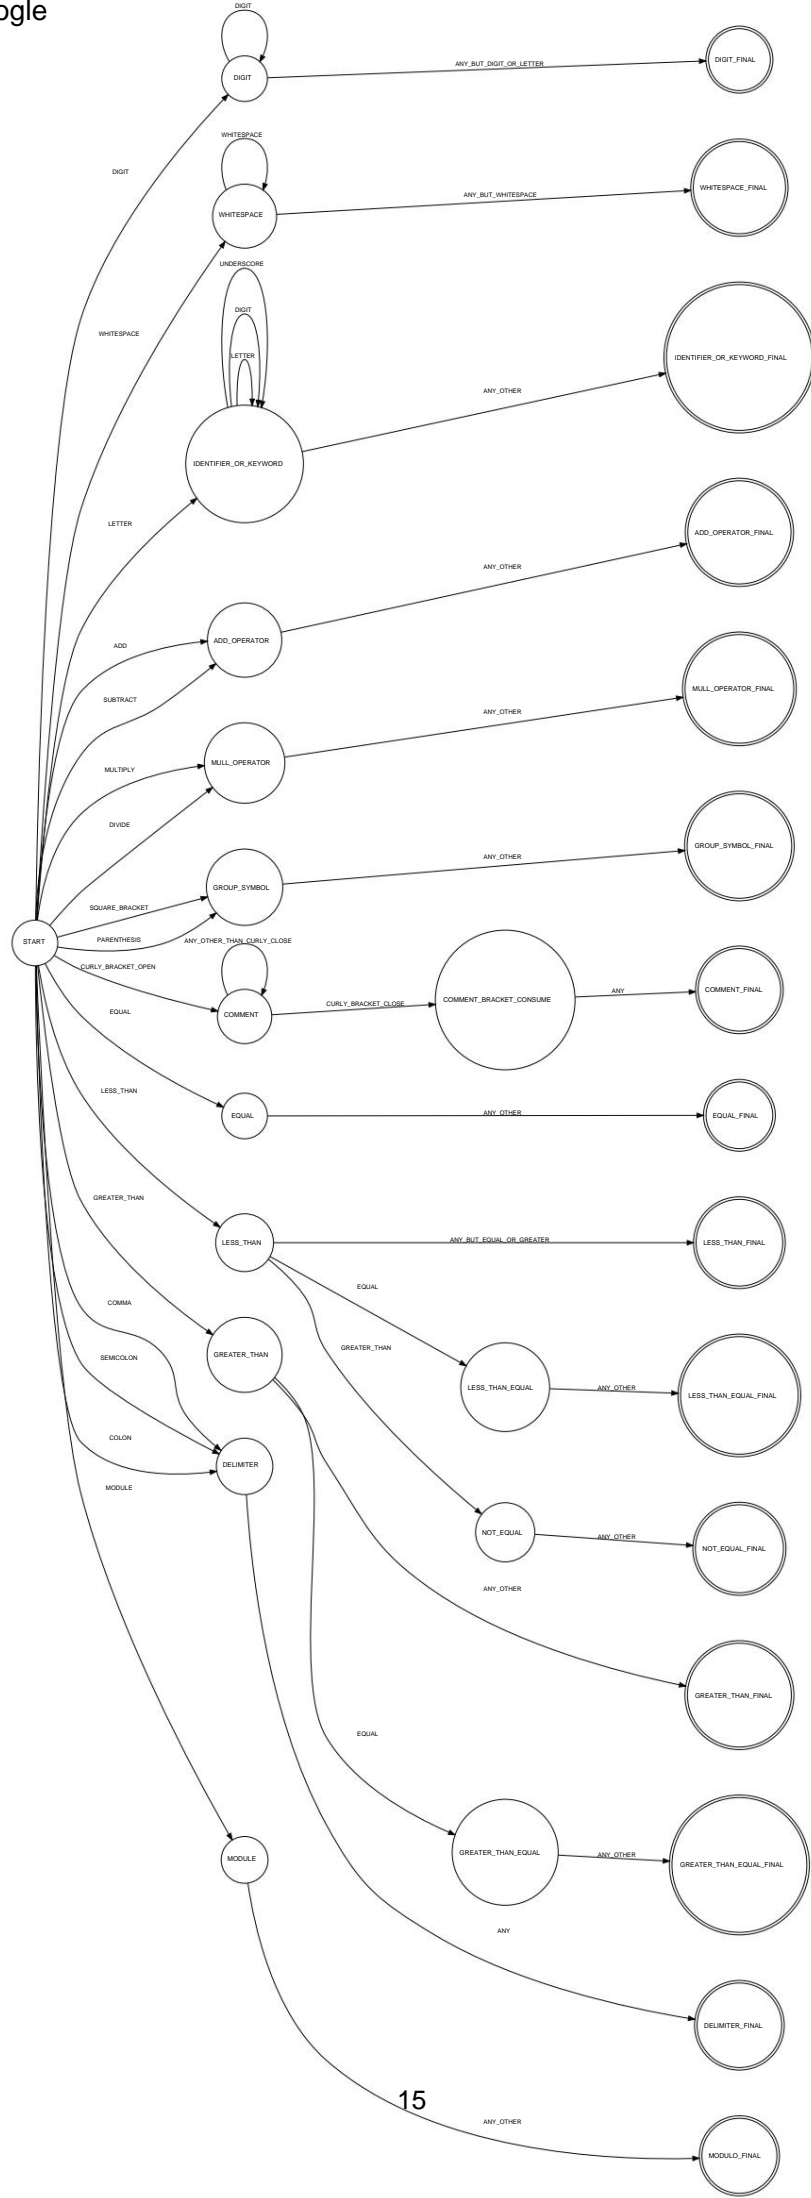 ogle
DIGIT
DIGIT
ANY_BUT_DIGIT_OR_LETTER
DIGIT_FINAL
DIGIT
WHITESPACE
WHITESPACE
ANY_BUT_WHITESPACE
WHITESPACE_FINAL
WHITESPACE
UNDERSCORE
DIGIT
LETTER
IDENTIFIER_OR_KEYWORD
ANY_OTHER
IDENTIFIER_OR_KEYWORD_FINAL
LETTER
ADD_OPERATOR
ANY_OTHER
ADD_OPERATOR_FINAL
ADD
SUBTRACT
MULL_OPERATOR
ANY_OTHER
MULL_OPERATOR_FINAL
MULTIPLY
DIVIDE
GROUP_SYMBOL
ANY_OTHER
GROUP_SYMBOL_FINAL
SQUARE_BRACKET
START
PARENTHESIS
ANY_OTHER_THAN_CURLY_CLOSE
CURLY_BRACKET_OPEN
COMMENT
CURLY_BRACKET_CLOSE
COMMENT_BRACKET_CONSUME
ANY
COMMENT_FINAL
EQUAL
EQUAL
ANY_OTHER
EQUAL_FINAL
LESS_THAN
LESS_THAN
ANY_BUT_EQUAL_OR_GREATER
LESS_THAN_FINAL
GREATER_THAN
EQUAL
COMMA
GREATER_THAN
GREATER_THAN
SEMICOLON
LESS_THAN_EQUAL
ANY_OTHER
LESS_THAN_EQUAL_FINAL
COLON
DELIMITER
MODULE
NOT_EQUAL
ANY_OTHER
NOT_EQUAL_FINAL
ANY_OTHER
GREATER_THAN_FINAL
EQUAL
GREATER_THAN_EQUAL
ANY_OTHER
GREATER_THAN_EQUAL_FINAL
MODULE
ANY
DELIMITER_FINAL
15
ANY_OTHER
MODULO_FINAL